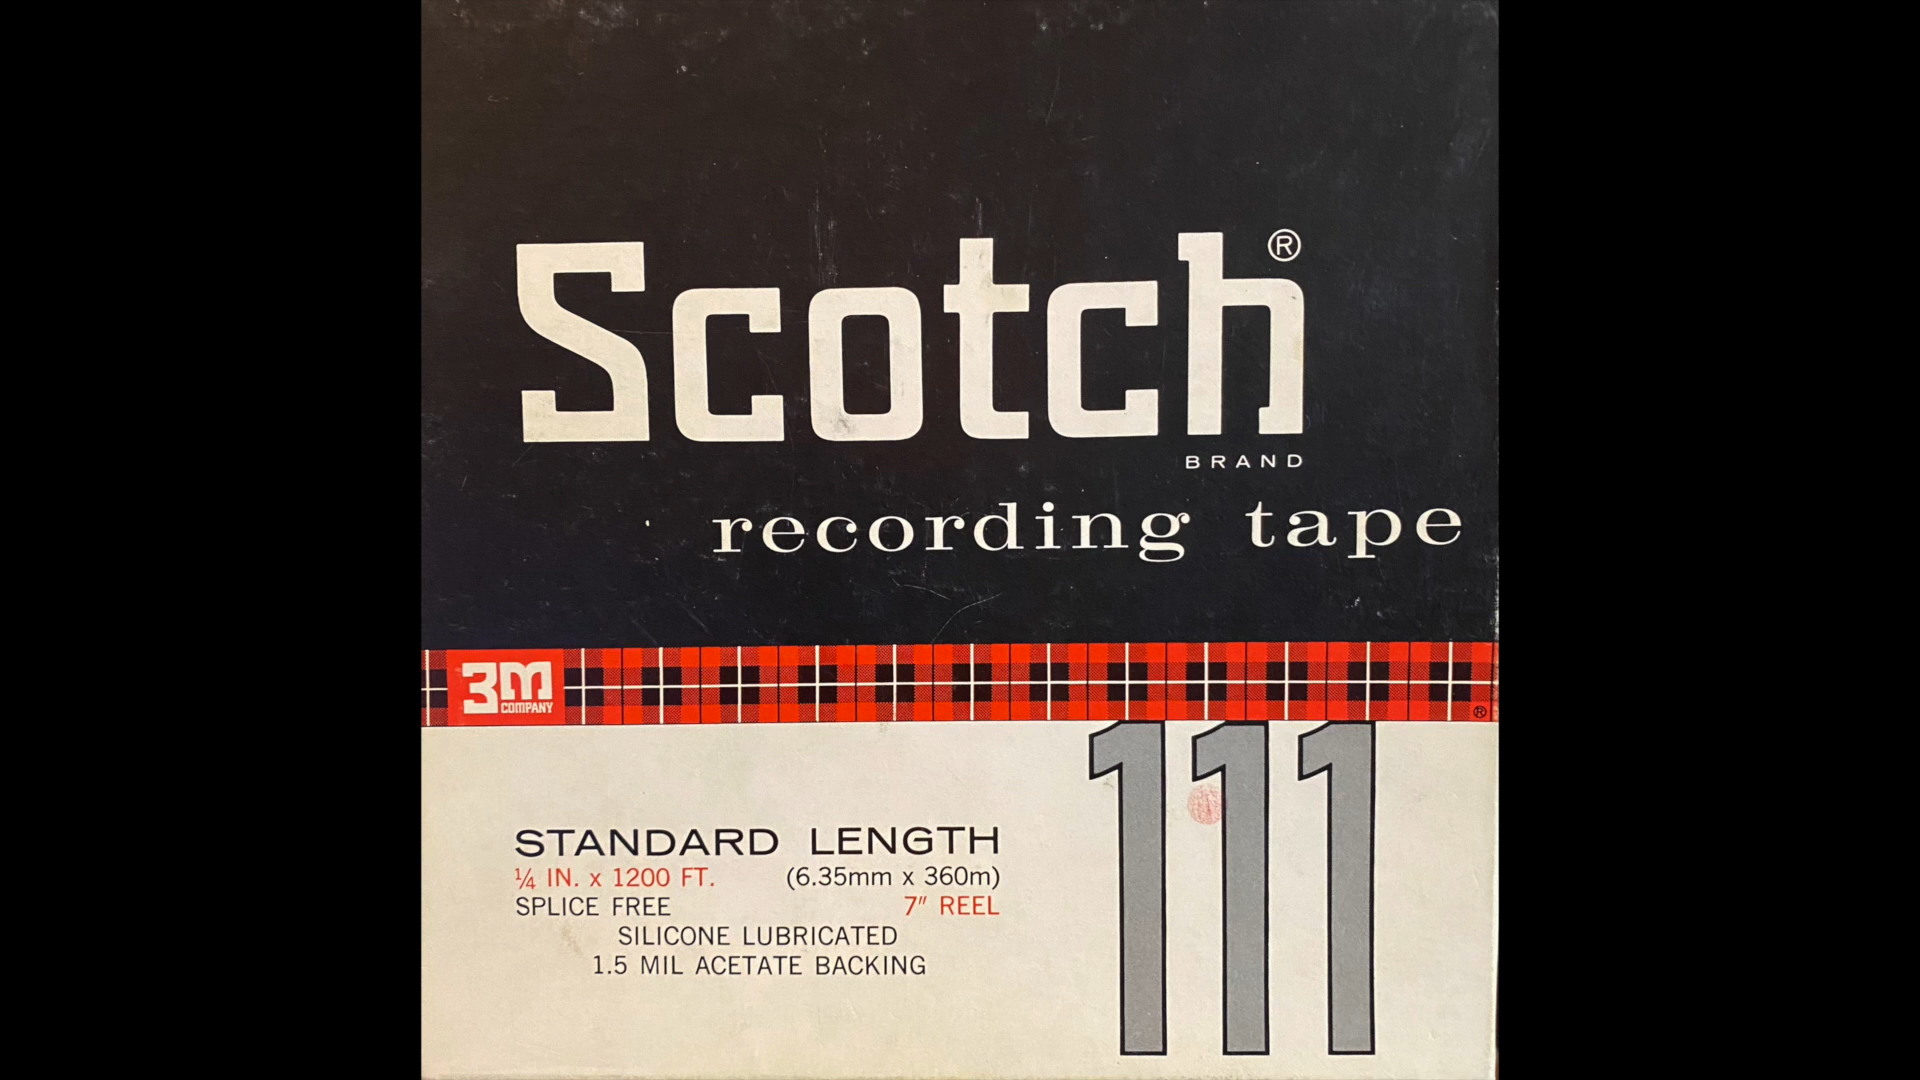 Scotch®
BRAND
recording tape
3M
COMPANY
®
111
STANDARD LENGTH
¼ IN. x 1200 FT. (6.35mm x 360m)
SPLICE FREE 7" REEL
SILICONE LUBRICATED
1.5 MIL ACETATE BACKING